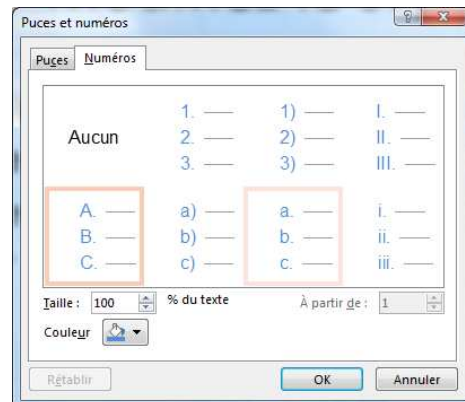 Puces et numéros
Puces Numéros
Aucun
1.
2.
3.
1)
2)
3)
I.
II.
III.
A.
B.
C.
a)
b)
c)
a.
b.
c.
i.
ii.
iii.
Taille : 100 % du texte À partir de : 1
Couleur
Rétablir OK Annuler